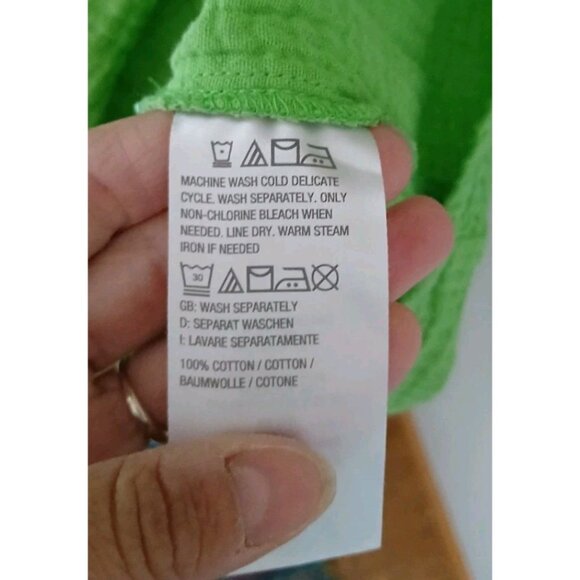 MACHINE WASH COLD DELICATE
CYCLE. WASH SEPARATELY. ONLY
NON-CHLORINE BLEACH WHEN
NEEDED. LINE DRY. WARM STEAM
IRON IF NEEDED
30
GB: WASH SEPARATELY
D: SEPARAT WASCHEN
I: LAVARE SEPARATAMENTE
100% COTTON / COTTON /
BAUMWOLLE / COTONE